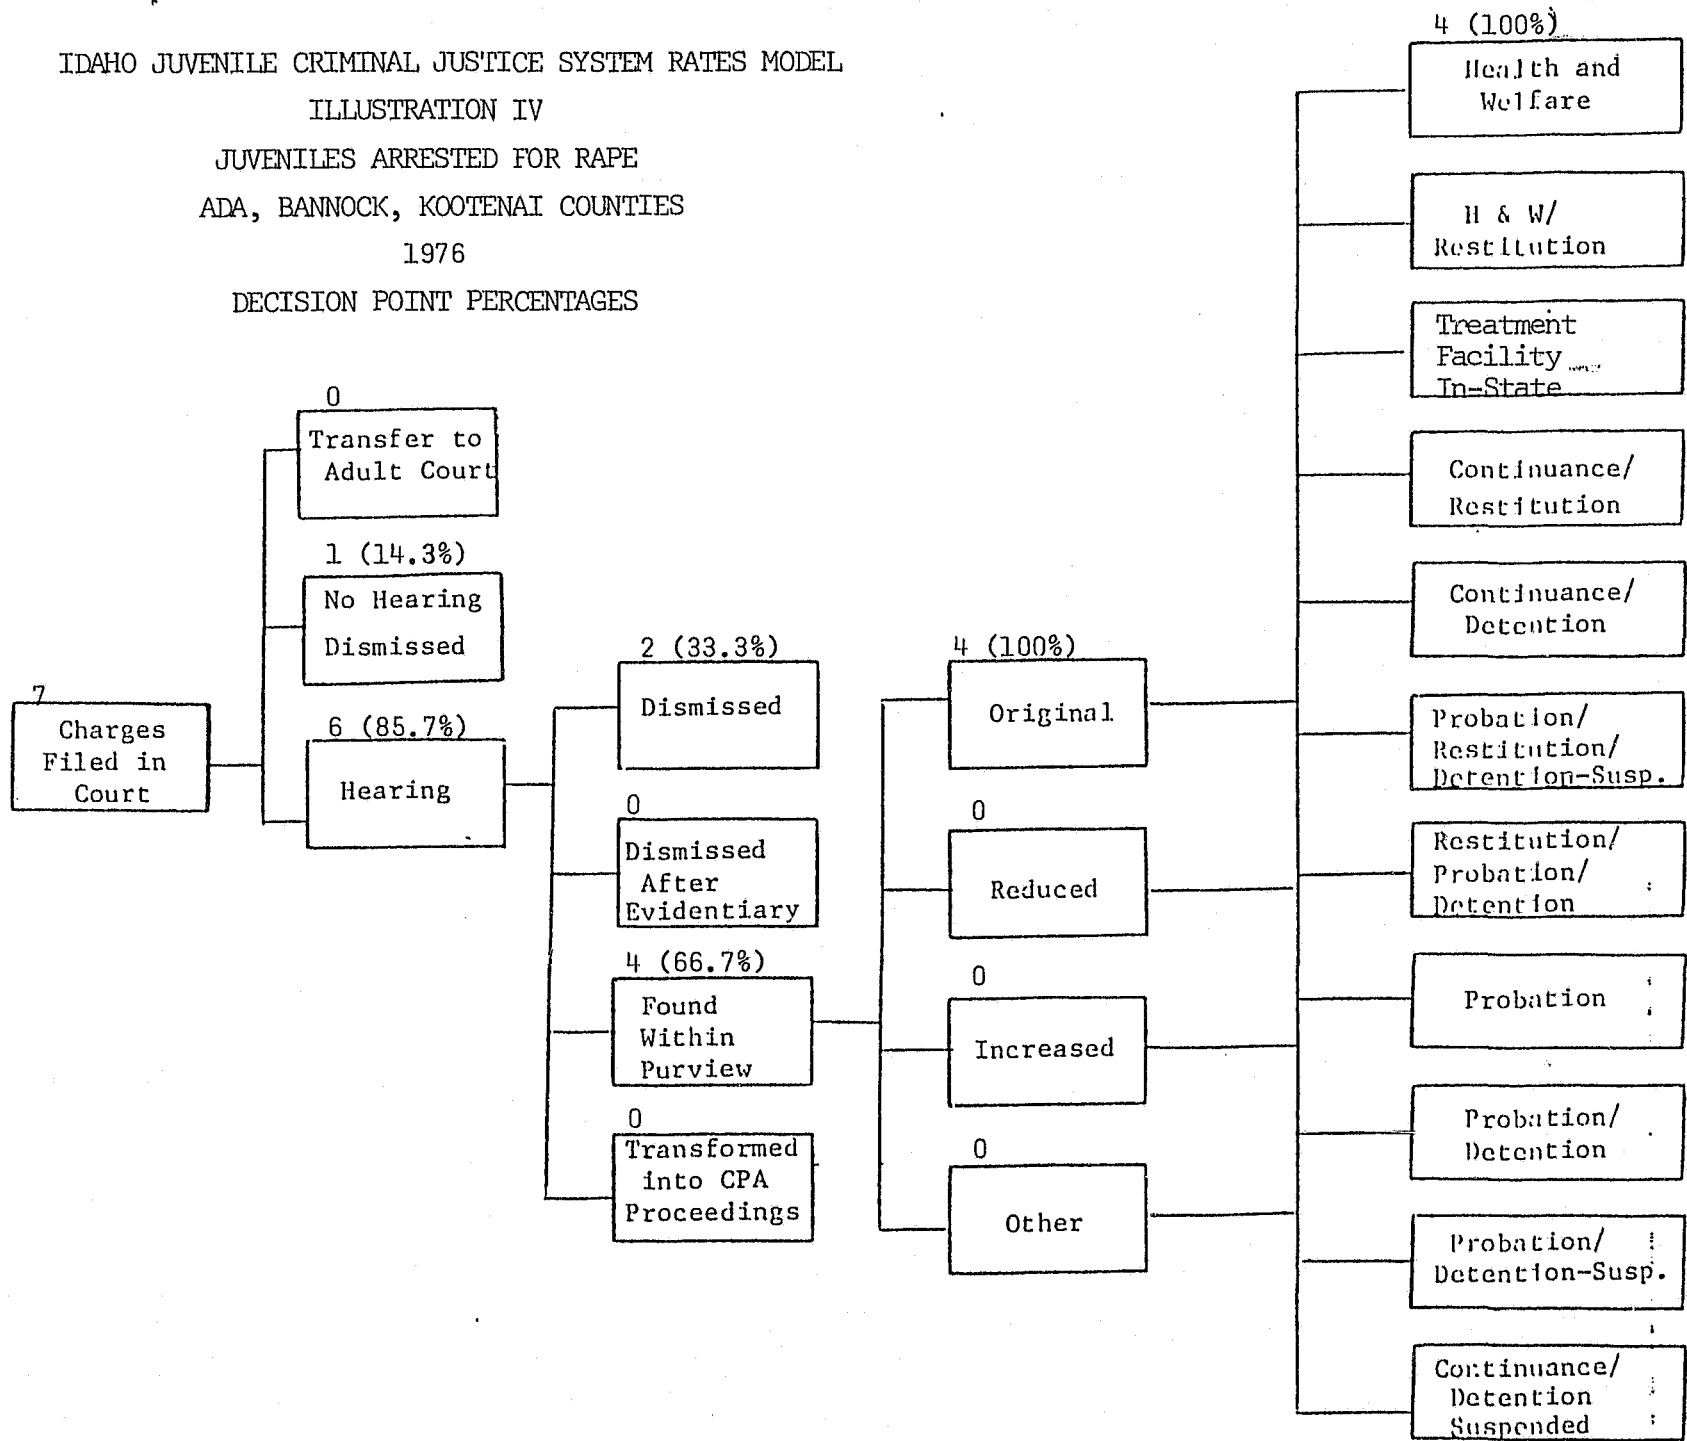 IDAHO JUVENILE CRIMINAL JUSTICE SYSTEM RATES MODEL
ILLUSTRATION IV
JUVENILES ARRESTED FOR RAPE
ADA, BANNOCK, KOOTENAI COUNTIES
1976
DECISION POINT PERCENTAGES
7
Charges
Filed in
Court
0
Transfer to
Adult Court
1 (14.3%)
No Hearing
Dismissed
6 (85.7%)
Hearing
2 (33.3%)
Dismissed
0
Dismissed
After
Evidentiary
4 (66.7%)
Found
Within
Purview
0
Transformed
into CPA
Proceedings
4 (100%)
Original
0
Reduced
0
Increased
0
Other
4 (100%)
Health and
Welfare
H & W/
Restitution
Treatment
Facility
In-State
Continuance/
Restitution
Continuance/
Detention
Probation/
Restitution/
Detention-Susp.
Restitution/
Probation/
Detention
Probation
Probation/
Detention
Probation/
Detention-Susp.
Continuance/
Detention
Suspended